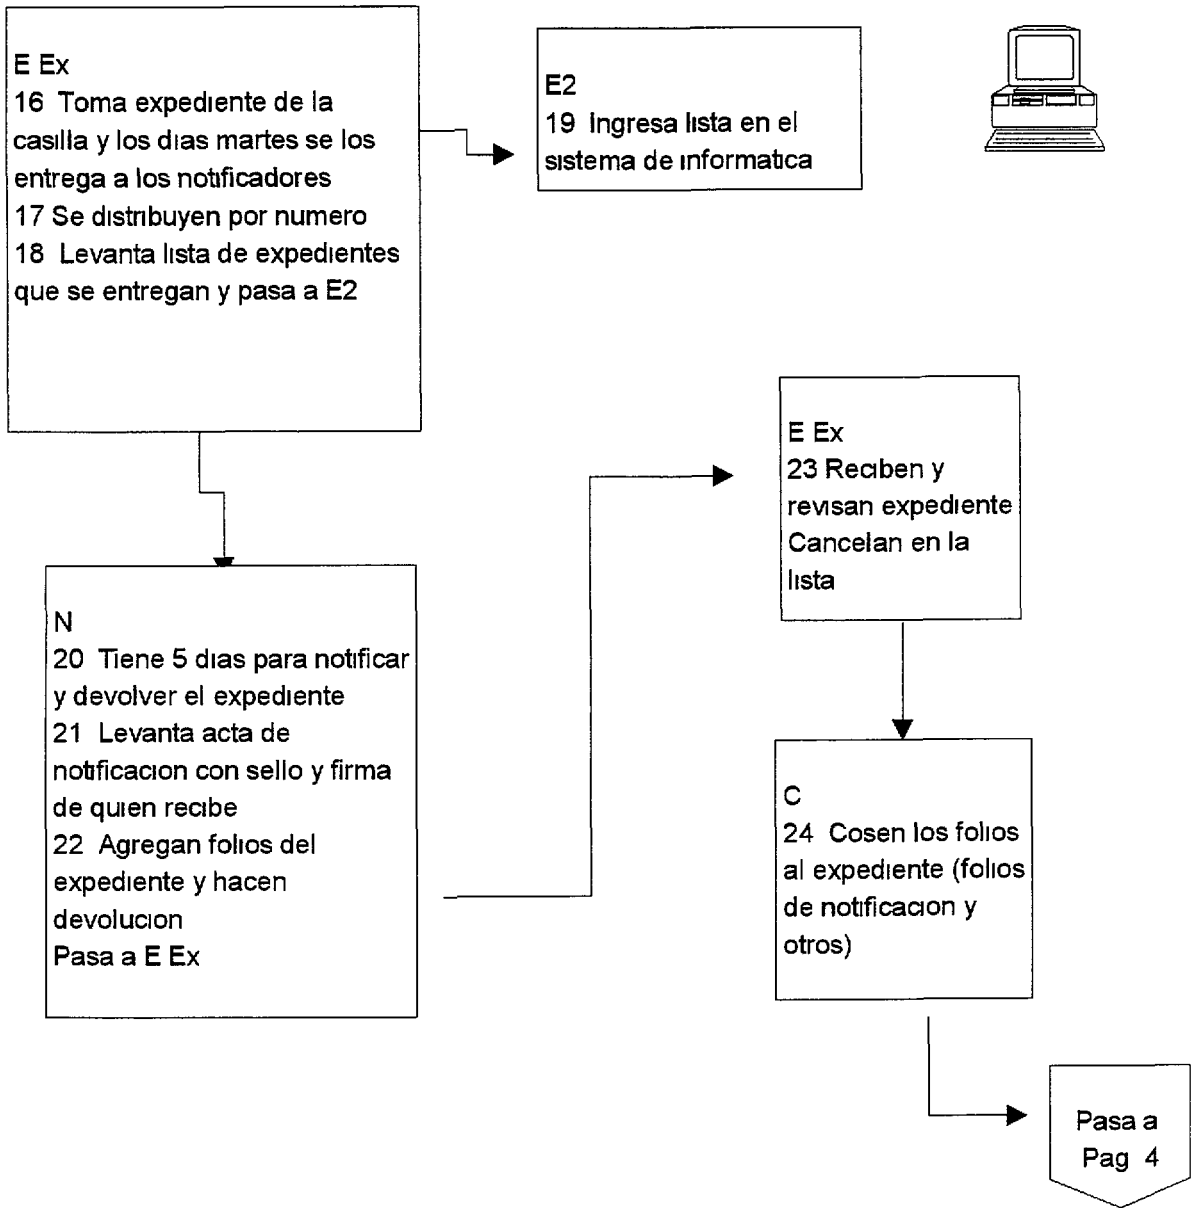 E Ex
16 Toma expediente de la
casilla y los dias martes se los
entrega a los notificadores
17 Se distribuyen por numero
18 Levanta lista de expedientes
que se entregan y pasa a E2
E2
19 Ingresa lista en el
sistema de informatica
E Ex
23 Reciben y
revisan expediente
Cancelan en la
lista
N
20 Tiene 5 dias para notificar
y devolver el expediente
21 Levanta acta de
notificacion con sello y firma
de quien recibe
22 Agregan folios del
expediente y hacen
devolucion
Pasa a E Ex
C
24 Cosen los folios
al expediente (folios
de notificacion y
otros)
Pasa a
Pag 4